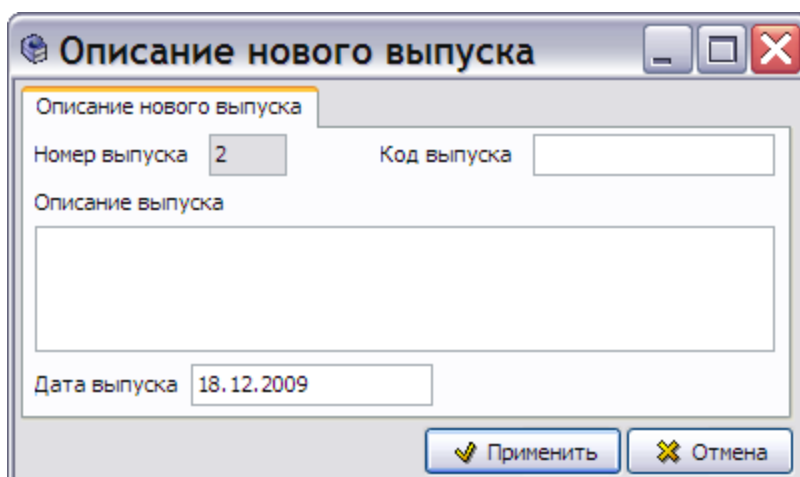 Описание нового выпуска
Описание нового выпуска
Номер выпуска 2 Код выпуска
Описание выпуска
Дата выпуска 18.12.2009
Применить Отмена